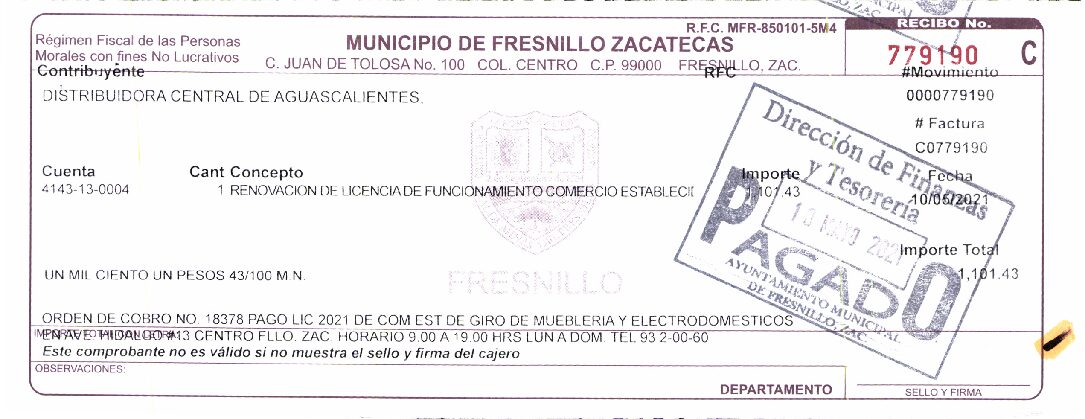 R.F.C. MFR-850101-5M4
RECIBO No.
Régimen Fiscal de las Personas
Morales con fines No Lucrativos
MUNICIPIO DE FRESNILLO ZACATECAS
C. JUAN DE TOLOSA No. 100 COL. CENTRO C.P. 99000 FRESNILLO, ZAC.
779190 C
Contribuyente
RFC
#Movimiento
DISTRIBUIDORA CENTRAL DE AGUASCALIENTES.
0000779190
# Factura
C0779190
Cuenta
Cant Concepto
Importe
Fecha
4143-13-0004
1 RENOVACION DE LICENCIA DE FUNCIONAMIENTO COMERCIO ESTABLECI
1,101.43
10/05/2021
Importe Total
1,101.43
UN MIL CIENTO UN PESOS 43/100 M.N.
FRESNILLO
Dirección de Finanzas
y Tesorería
PAGADO
AYUNTAMIENTO MUNICIPAL
DE FRESNILLO, ZAC.
ORDEN DE COBRO NO. 18378 PAGO LIC 2021 DE COM EST DE GIRO DE MUEBLERIA Y ELECTRODOMESTICOS
EN AVE. HIDALGO #13 CENTRO FLLO. ZAC. HORARIO 9.00 A 19.00 HRS LUN A DOM. TEL 93 2-00-60
Este comprobante no es válido si no muestra el sello y firma del cajero
OBSERVACIONES:
DEPARTAMENTO
SELLO Y FIRMA